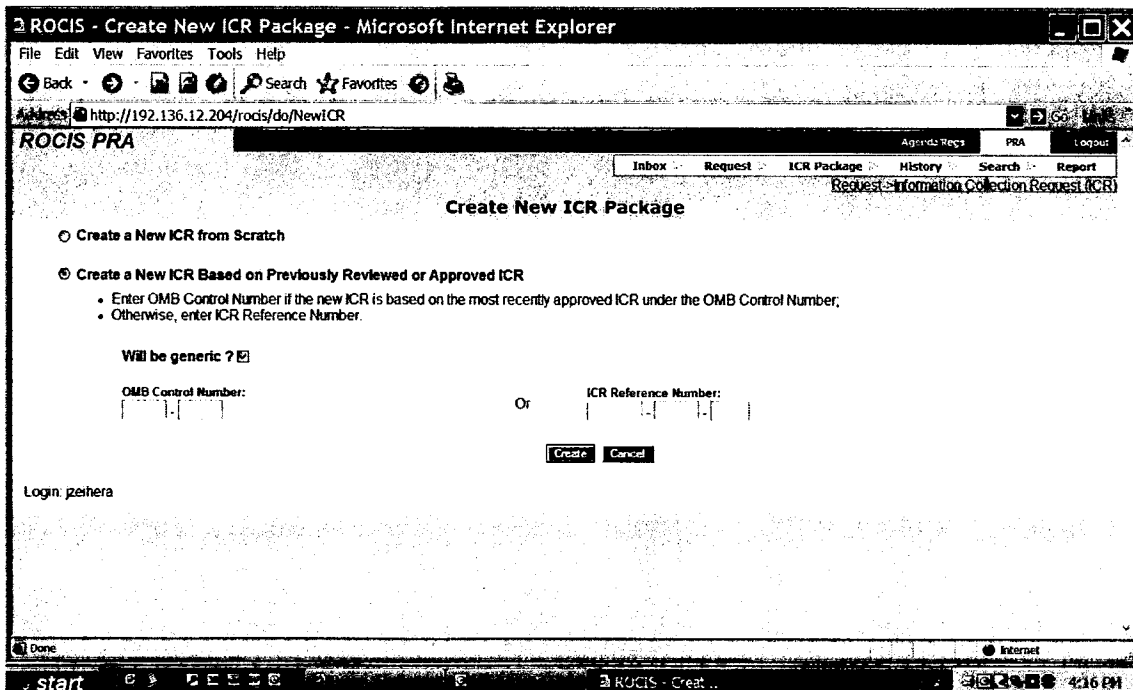 ROCIS - Create New ICR Package - Microsoft Internet Explorer
File Edit View Favorites Tools Help
Back Search Favorites
Address http://192.136.12.204/rocis/do/NewICR Go Links
ROCIS PRA
Agenda Regs PRA Logout
Inbox Request ICR Package History Search Report
Request->Information Collection Request (ICR)
Create New ICR Package
Create a New ICR from Scratch
Create a New ICR Based on Previously Reviewed or Approved ICR
• Enter OMB Control Number if the new ICR is based on the most recently approved ICR under the OMB Control Number;
• Otherwise, enter ICR Reference Number.
Will be generic ?
OMB Control Number: Or ICR Reference Number:
- - -
Create Cancel
Login: jzeihera
Done Internet
start ROCIS - Creat ... 4:16 PM